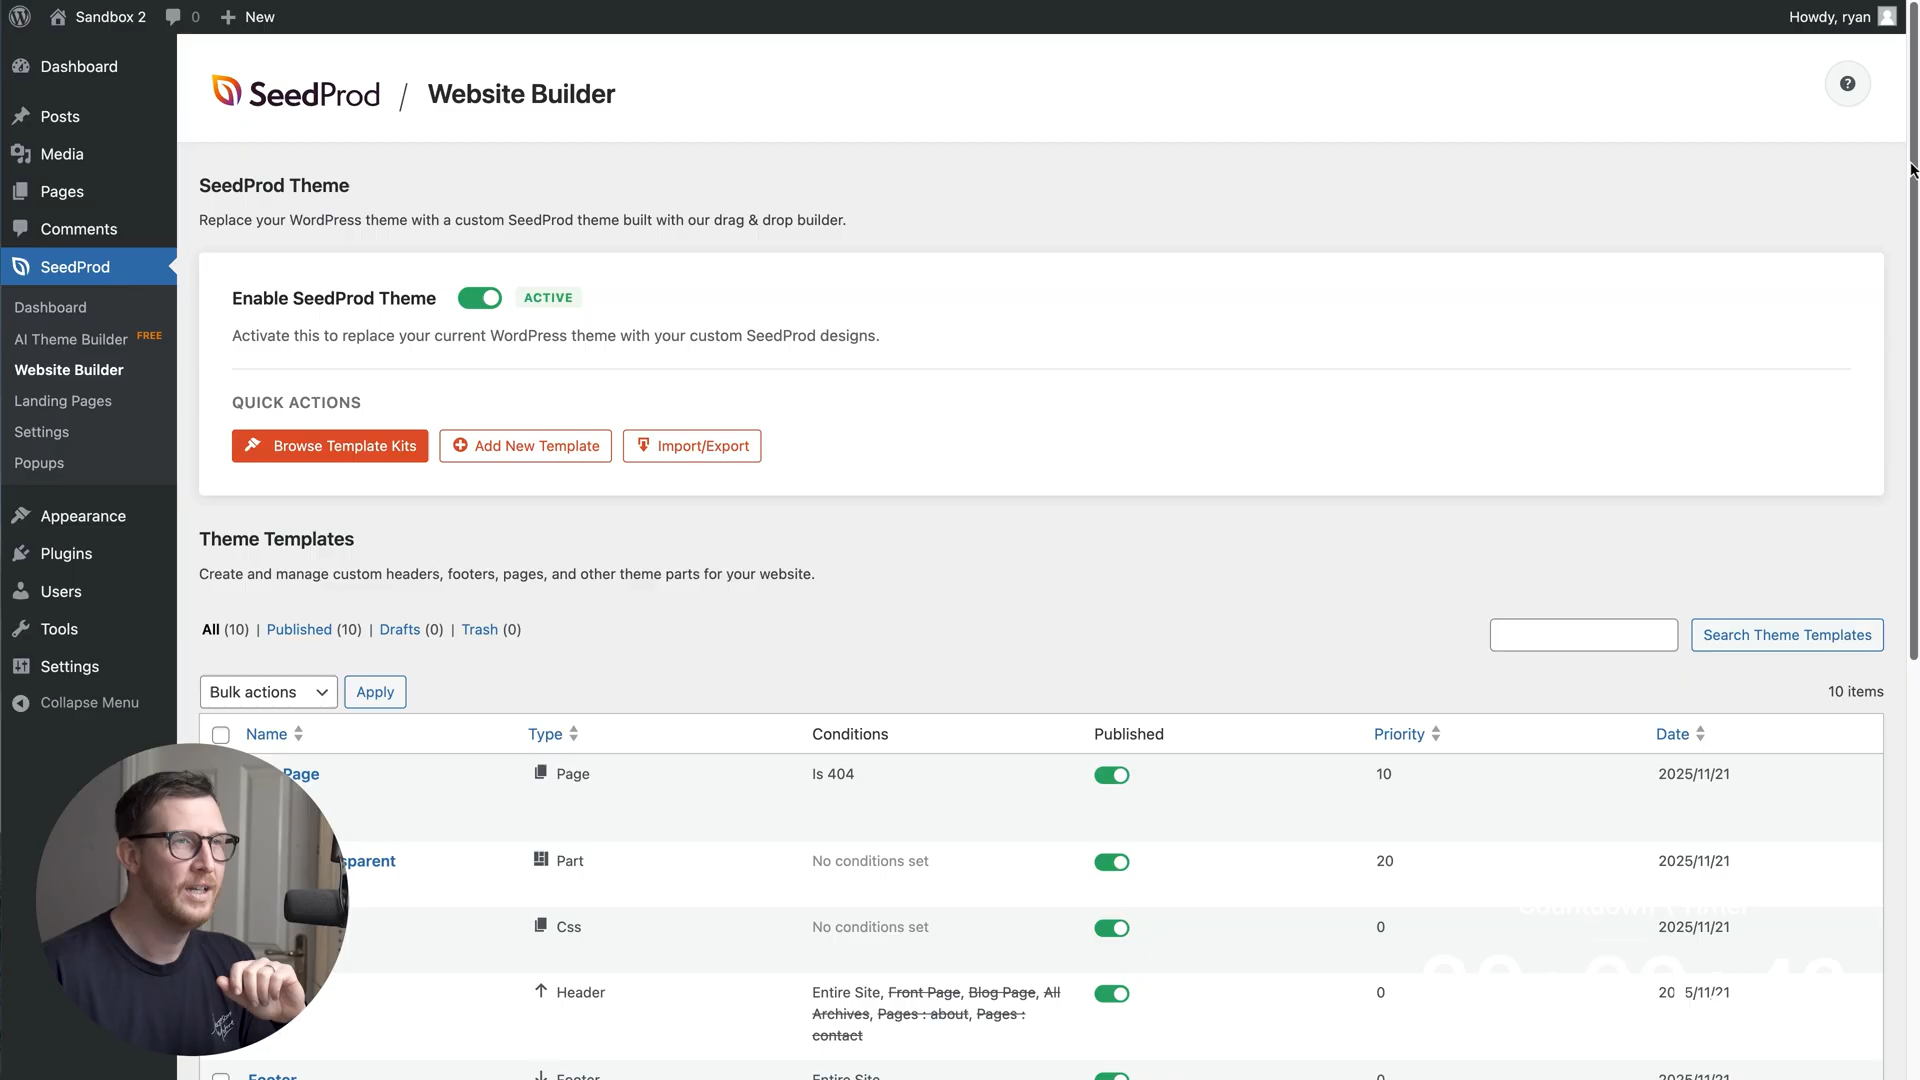 Sandbox 2
0
New
Howdy, ryan
Dashboard
Posts
Media
Pages
Comments
SeedProd
Dashboard
AI Theme Builder FREE
Website Builder
Landing Pages
Settings
Popups
Appearance
Plugins
Users
Tools
Settings
Collapse Menu
SeedProd / Website Builder
SeedProd Theme
Replace your WordPress theme with a custom SeedProd theme built with our drag & drop builder.
Enable SeedProd Theme ACTIVE
Activate this to replace your current WordPress theme with your custom SeedProd designs.
QUICK ACTIONS
Browse Template Kits
Add New Template
Import/Export
Theme Templates
Create and manage custom headers, footers, pages, and other theme parts for your website.
All (10) | Published (10) | Drafts (0) | Trash (0)
Search Theme Templates
Bulk actions
Apply
10 items
Name Type Conditions Published Priority Date
Page Page Is 404 10 2025/11/21
Part No conditions set 20 2025/11/21
Css No conditions set 0 2025/11/21
Header Entire Site, Front Page, Blog Page, All 0
Archives, Pages : about, Pages :
contact
Footer Footer Entire Site 0 2025/11/21